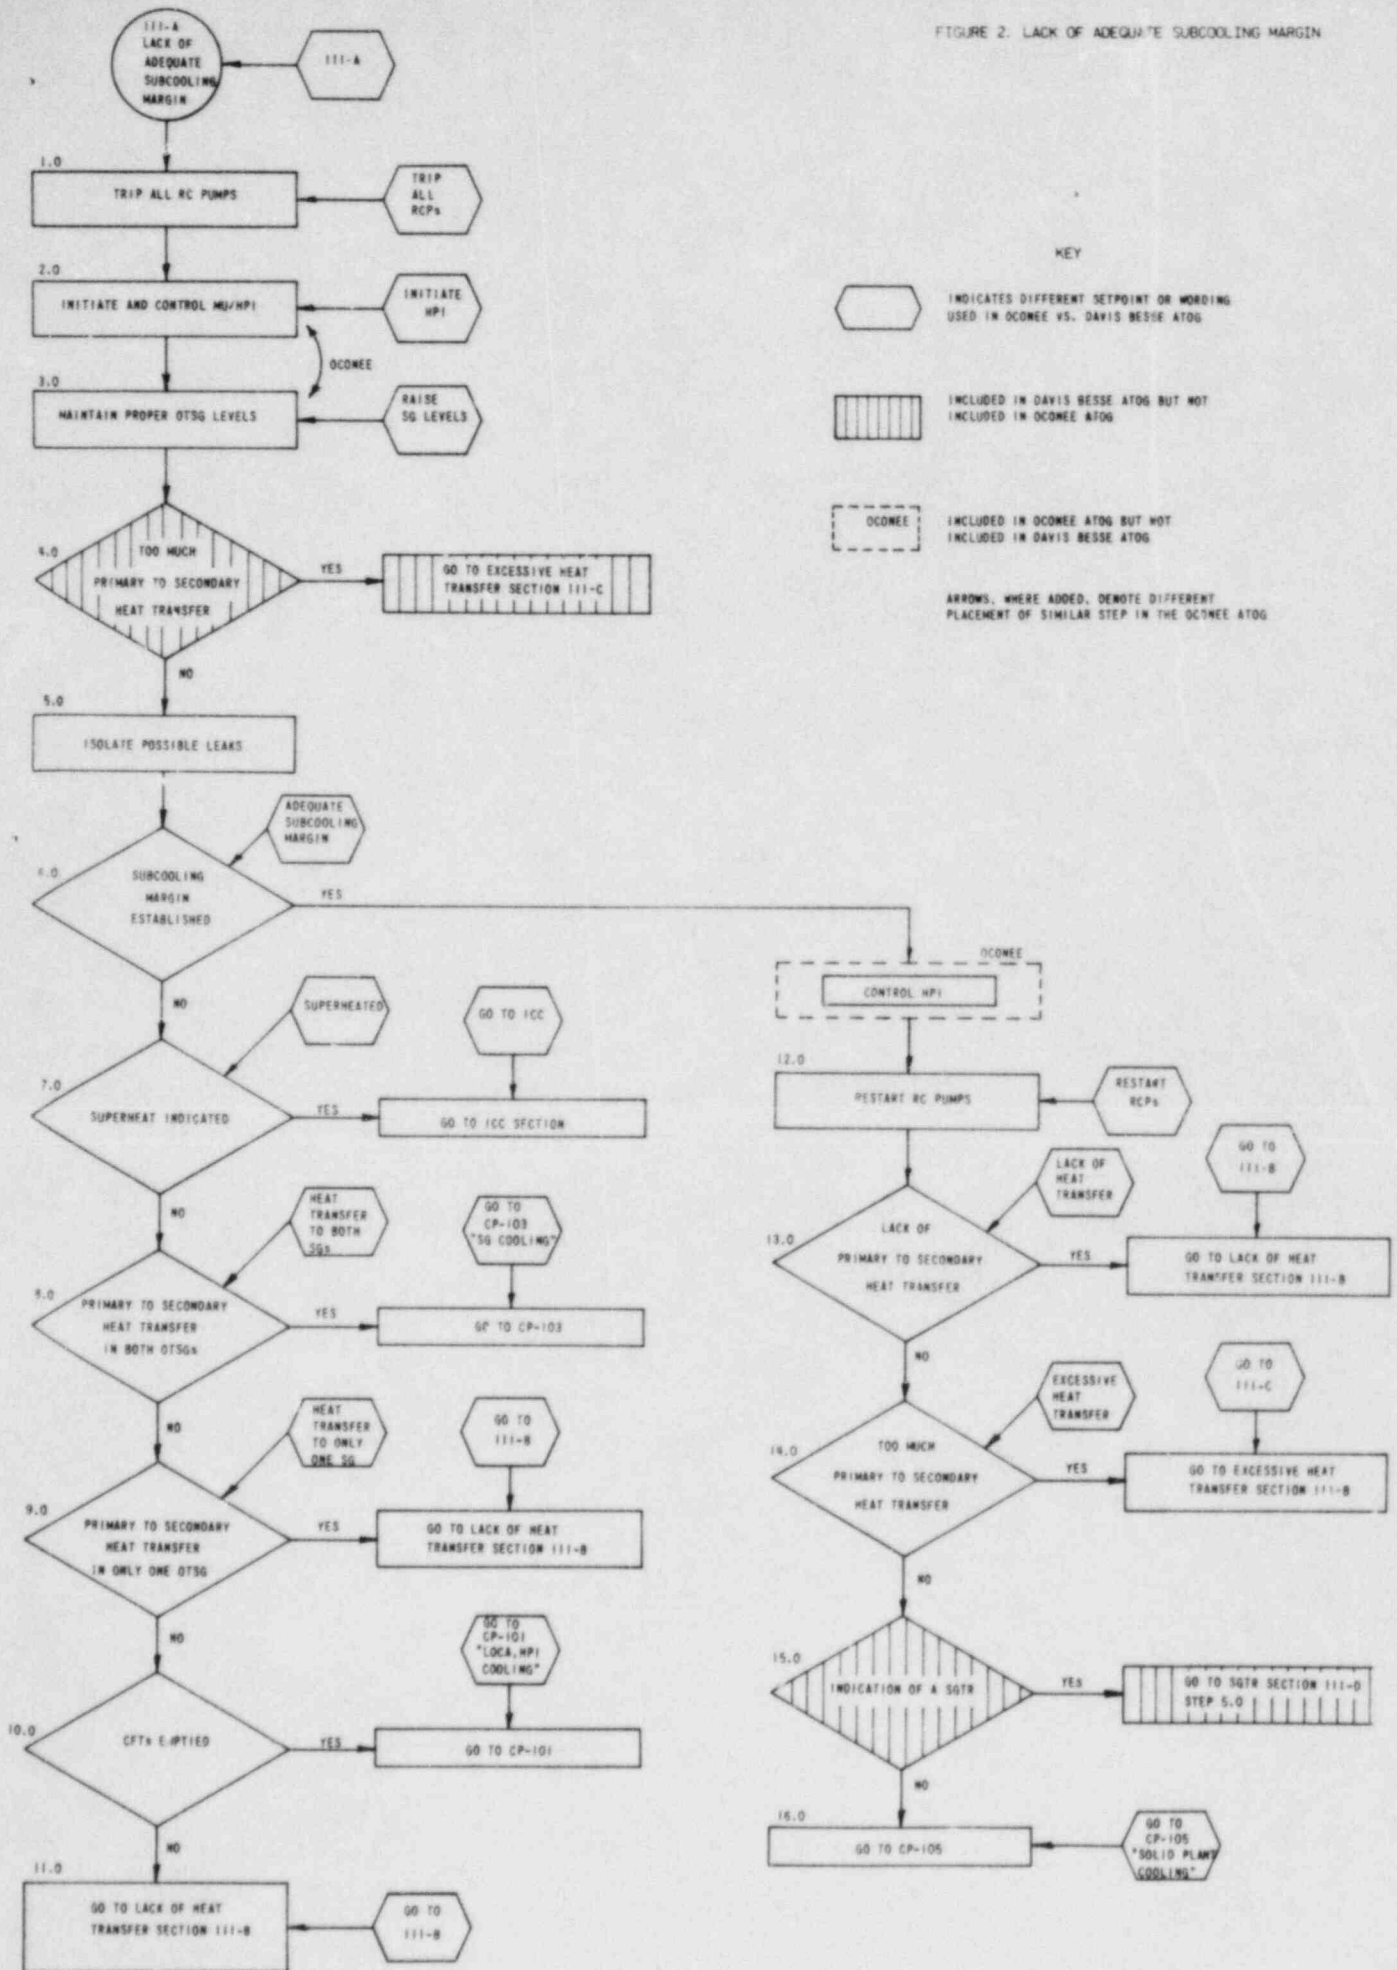 FIGURE 2. LACK OF ADEQUATE SUBCOOLING MARGIN
III-A
LACK OF
ADEQUATE
SUBCOOLING
MARGIN
III-A
1.0
TRIP ALL RC PUMPS
TRIP
ALL
RCPs
2.0
INITIATE AND CONTROL MU/HPI
INITIATE
HPI
OCONEE
3.0
MAINTAIN PROPER OTSG LEVELS
RAISE
SG LEVELS
4.0
TOO MUCH
PRIMARY TO SECONDARY
HEAT TRANSFER
YES
GO TO EXCESSIVE HEAT
TRANSFER SECTION III-C
NO
5.0
ISOLATE POSSIBLE LEAKS
ADEQUATE
SUBCOOLING
MARGIN
6.0
SUBCOOLING
MARGIN
ESTABLISHED
YES
NO
SUPERHEATED
GO TO ICC
7.0
SUPERHEAT INDICATED
YES
GO TO ICC SECTION
NO
HEAT
TRANSFER
TO BOTH
SGs
GO TO
CP-103
"SG COOLING"
PRIMARY TO SECONDARY
HEAT TRANSFER
IN BOTH OTSGs
YES
GO TO CP-103
NO
HEAT
TRANSFER
TO ONLY
ONE SG
GO TO
III-B
9.0
PRIMARY TO SECONDARY
HEAT TRANSFER
IN ONLY ONE OTSG
YES
GO TO LACK OF HEAT
TRANSFER SECTION III-B
NO
GO TO
CP-101
"LOCA, HPI
COOLING"
10.0
CFTs EMPTIED
YES
GO TO CP-101
NO
11.0
GO TO LACK OF HEAT
TRANSFER SECTION III-B
GO TO
III-B
KEY
INDICATES DIFFERENT SETPOINT OR WORDING
USED IN OCONEE VS. DAVIS BESSE ATOG
INCLUDED IN DAVIS BESSE ATOG BUT NOT
INCLUDED IN OCONEE ATOG
OCONEE
INCLUDED IN OCONEE ATOG BUT NOT
INCLUDED IN DAVIS BESSE ATOG
ARROWS, WHERE ADDED, DENOTE DIFFERENT
PLACEMENT OF SIMILAR STEP IN THE OCONEE ATOG
OCONEE
CONTROL HPI
12.0
RESTART RC PUMPS
RESTART
RCPs
LACK OF
HEAT
TRANSFER
GO TO
III-B
13.0
LACK OF
PRIMARY TO SECONDARY
HEAT TRANSFER
YES
GO TO LACK OF HEAT
TRANSFER SECTION III-B
NO
EXCESSIVE
HEAT
TRANSFER
GO TO
III-C
14.0
TOO MUCH
PRIMARY TO SECONDARY
HEAT TRANSFER
YES
GO TO EXCESSIVE HEAT
TRANSFER SECTION III-B
NO
15.0
INDICATION OF A SGTR
YES
GO TO SGTR SECTION III-D
STEP 5.0
NO
16.0
GO TO CP-105
GO TO
CP-105
"SOLID PLANT
COOLING"